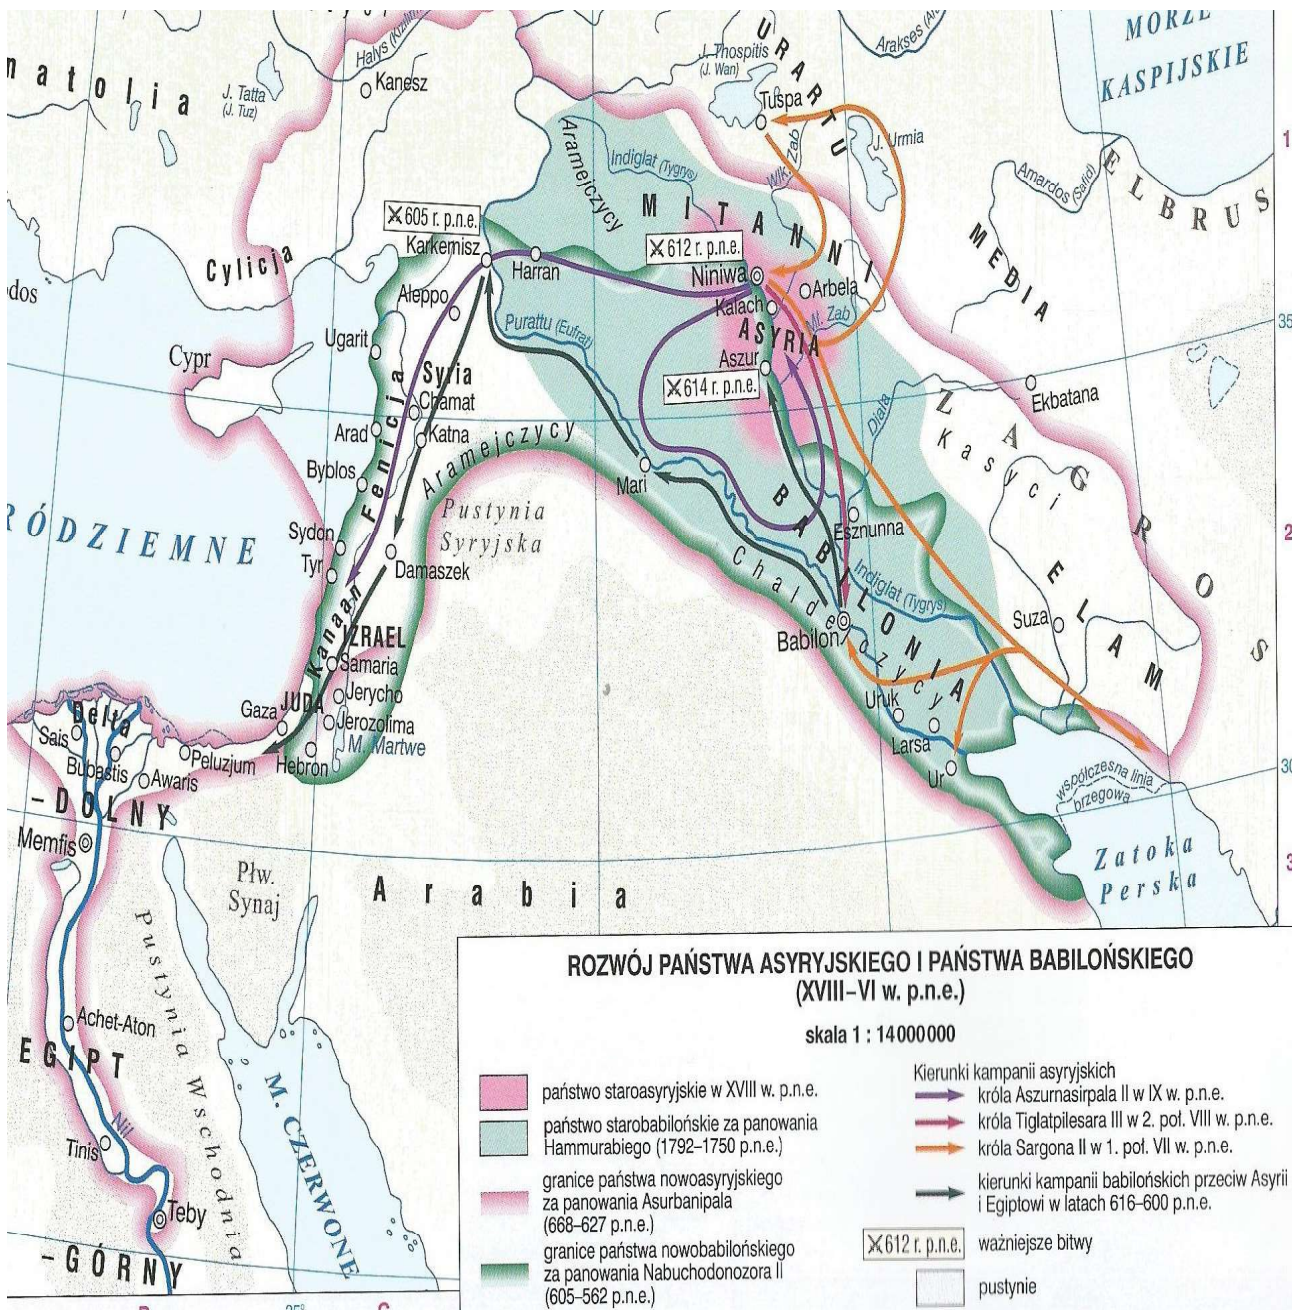 MORZE
KASPIJSKIE
Halys
Kanesz
J. Tatta
(J. Tuz)
J. Thospitis
(J. Wan)
URARTU
Tuspa
Arakses
J. Urmia
Wlk. Zab
Amardos (Safid)
ELBRUS
Aramejczycy
Indiglat (Tygrys)
MITANNI
MEDIA
605 r. p.n.e.
Karkemisz
Harran
612 r. p.n.e.
Niniwa
Arbela
Kalach
Mł. Zab
ASYRIA
Cylicja
Aleppo
Purattu (Eufrat)
35
Ugarit
Cypr
Aszur
614 r. p.n.e.
Syria
Chamat
Katna
Arad
Fenicja
Byblos
Aramejczycy
Diala
Ekbatana
ZAGROS
Kasyci
Mari
Pustynia
Syryjska
BABILONIA
Esznunna
RÓDZIEMNE
Sydon
Tyr
Damaszek
Chaldejczycy
Indiglat (Tygrys)
Suza
ELAM
Kanaan
IZRAEL
Samaria
Babilon
Jerycho
JUDA
Gaza
Jerozolima
M. Martwe
Hebron
Uruk
Larsa
Ur
Delta
Sais
Bubastis
Awaris
Peluzjum
30
współczesna linia
brzegowa
–DOLNY
Memfis
Zatoka
Perska
Płw.
Synaj
Arabia
Pustynia Wschodnia
Achet-Aton
EGIPT
Nil
Tinis
M. CZERWONE
Teby
–GÓRNY
ROZWÓJ PAŃSTWA ASYRYJSKIEGO I PAŃSTWA BABILOŃSKIEGO
(XVIII–VI w. p.n.e.)
skala 1 : 14000000
państwo staroasyryjskie w XVIII w. p.n.e.
państwo starobabilońskie za panowania
Hammurabiego (1792–1750 p.n.e.)
granice państwa nowoasyryjskiego
za panowania Asurbanipala
(668–627 p.n.e.)
granice państwa nowobabilońskiego
za panowania Nabuchodonozora II
(605–562 p.n.e.)
Kierunki kampanii asyryjskich
króla Aszurnasirpala II w IX w. p.n.e.
króla Tiglatpilesara III w 2. poł. VIII w. p.n.e.
króla Sargona II w 1. poł. VII w. p.n.e.
kierunki kampanii babilońskich przeciw Asyrii
i Egiptowi w latach 616–600 p.n.e.
612 r. p.n.e.
ważniejsze bitwy
pustynie